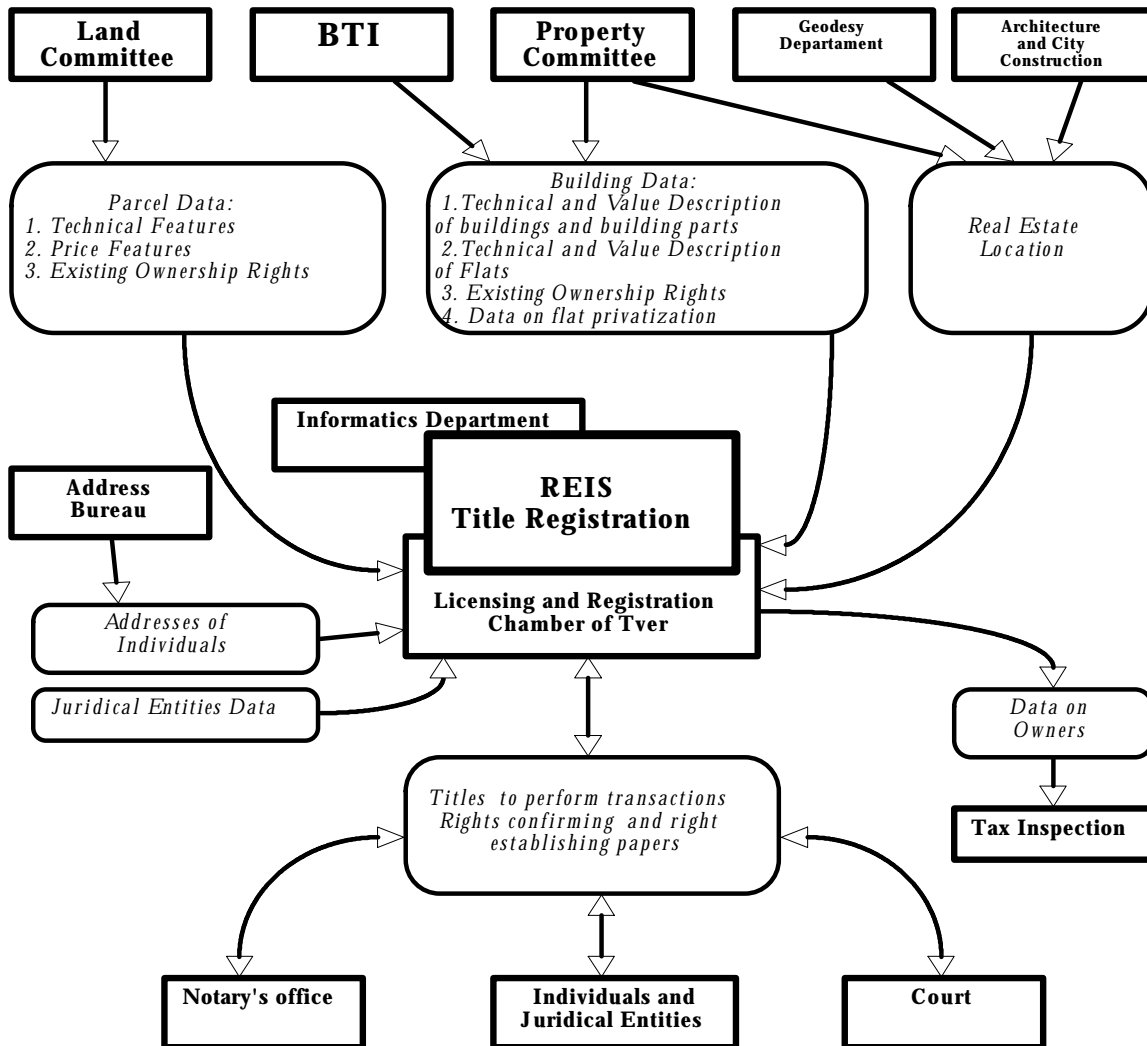 Land
Committee
BTI
Property
Committee
Geodesy
Departament
Architecture
and City
Construction
Parcel Data:
1. Technical Features
2. Price Features
3. Existing Ownership Rights
Building Data:
1.Technical and Value Description
of buildings and building parts
2.Technical and Value Description
of Flats
3. Existing Ownership Rights
4. Data on flat privatization
Real Estate
Location
Informatics Department
REIS
Title Registration
Address
Bureau
Licensing and Registration
Chamber of Tver
Addresses of
Individuals
Juridical Entities Data
Data on
Owners
Titles to perform transactions
Rights confirming and right
establishing papers
Tax Inspection
Notary's office
Individuals and
Juridical Entities
Court